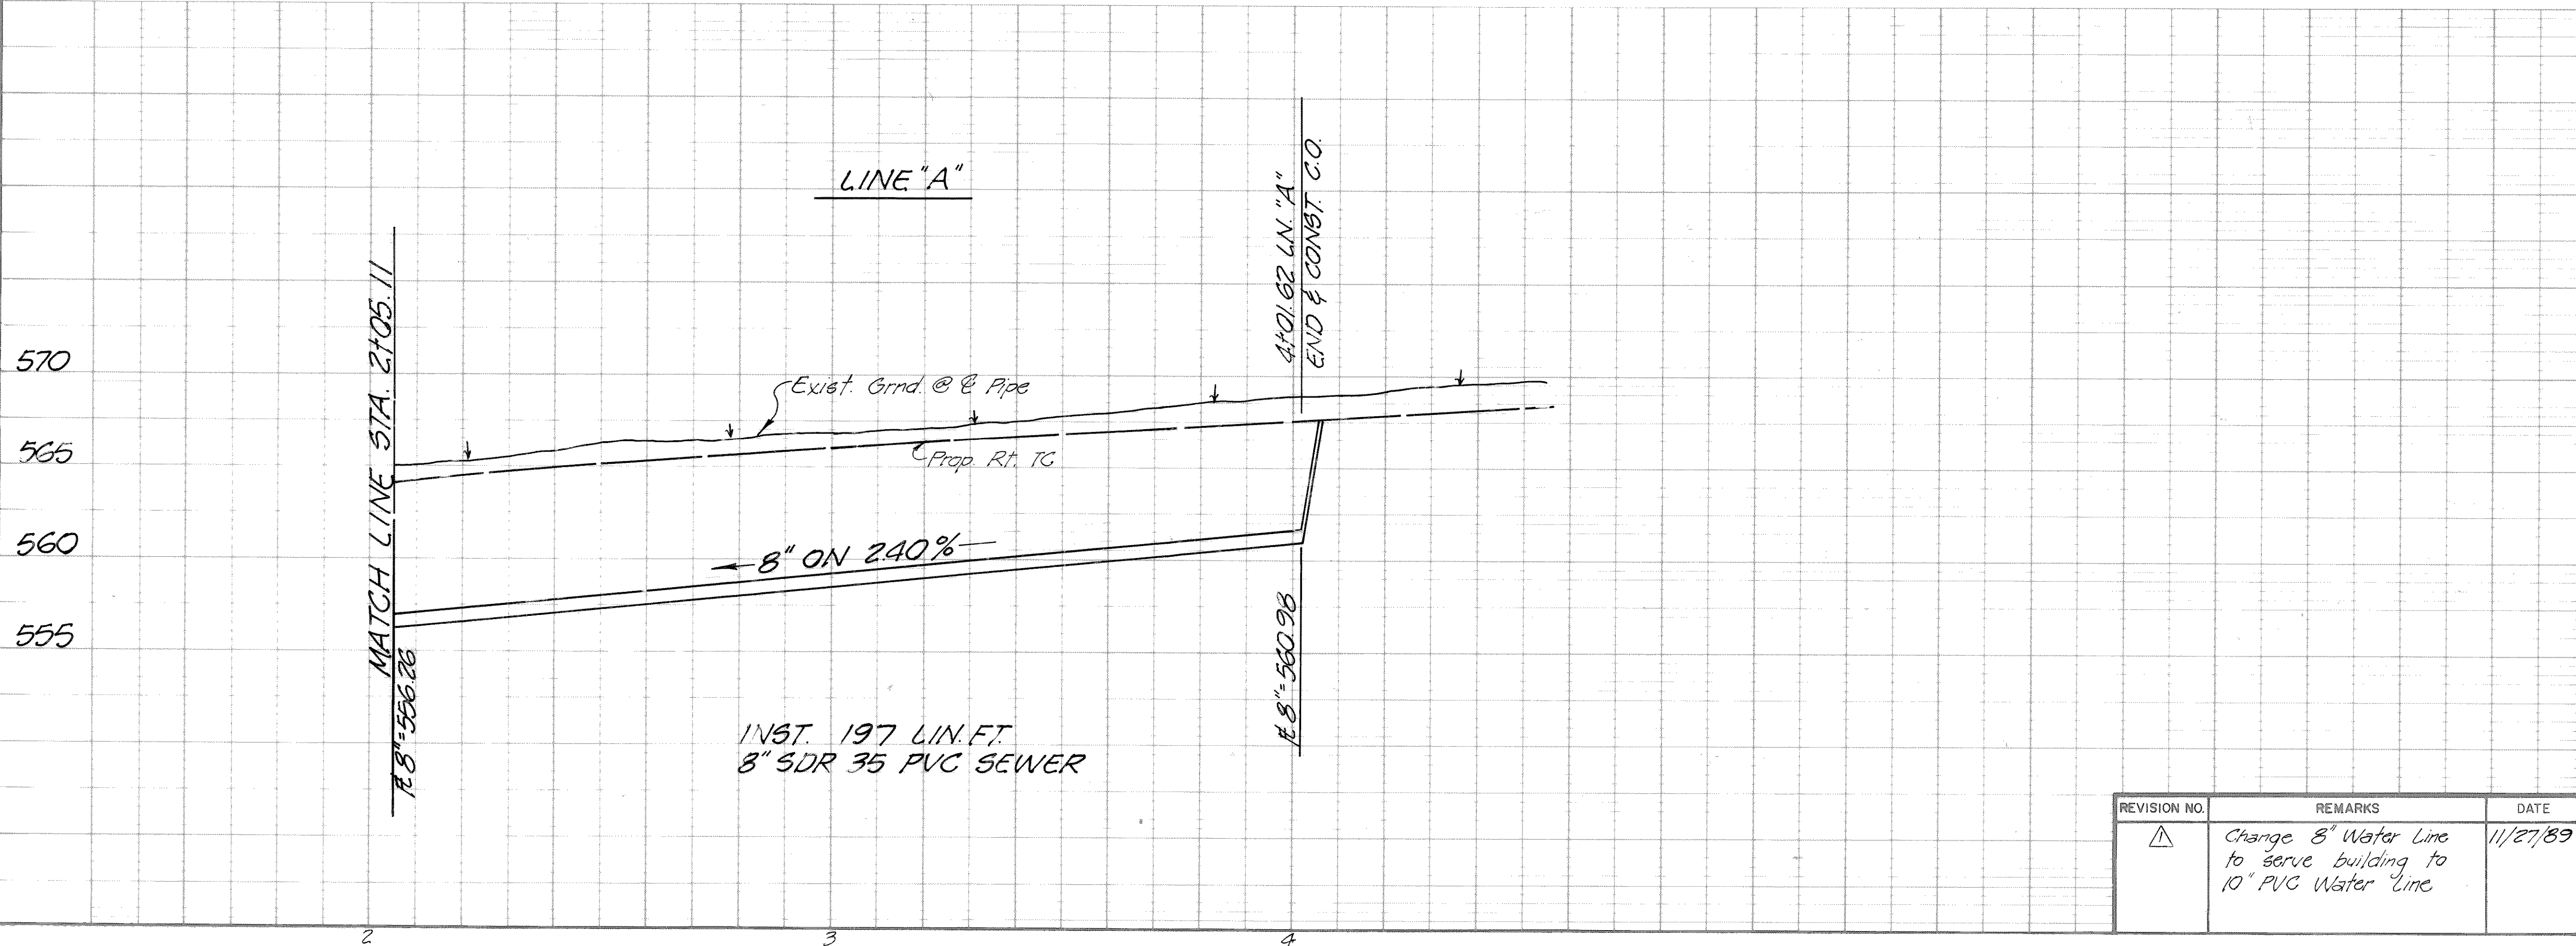 LINE "A"
MATCH LINE STA. 2+05.11
4+01.62 LN. "A"
END & CONST. C.O.
570
565
560
555
Exist. Grnd. @ ℄ Pipe
Prop. Rt. TC
8" ON 2.40%
8"=556.26
8"=560.98
INST. 197 LIN. FT.
8" SDR 35 PVC SEWER
REVISION NO. REMARKS DATE
1 Change 8" Water Line 11/27/89
to serve building to
10" PVC Water Line
2 3 4